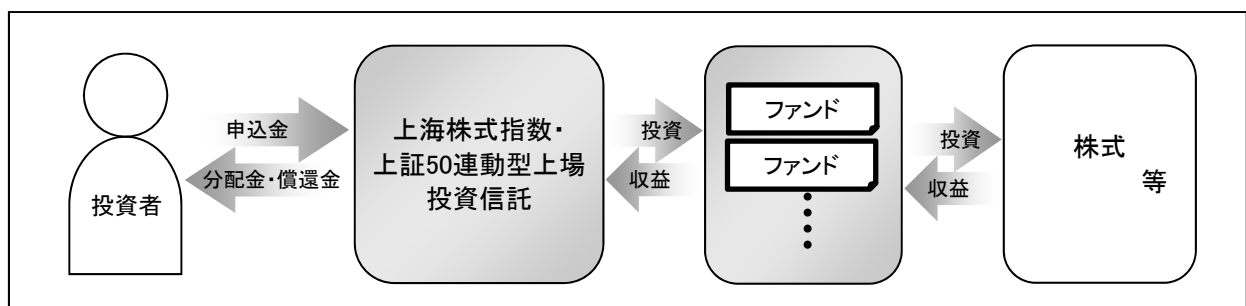 投資者
申込金
分配金・償還金
上海株式指数・
上証50連動型上場
投資信託
投資
収益
ファンド
ファンド
投資
収益
株式
等